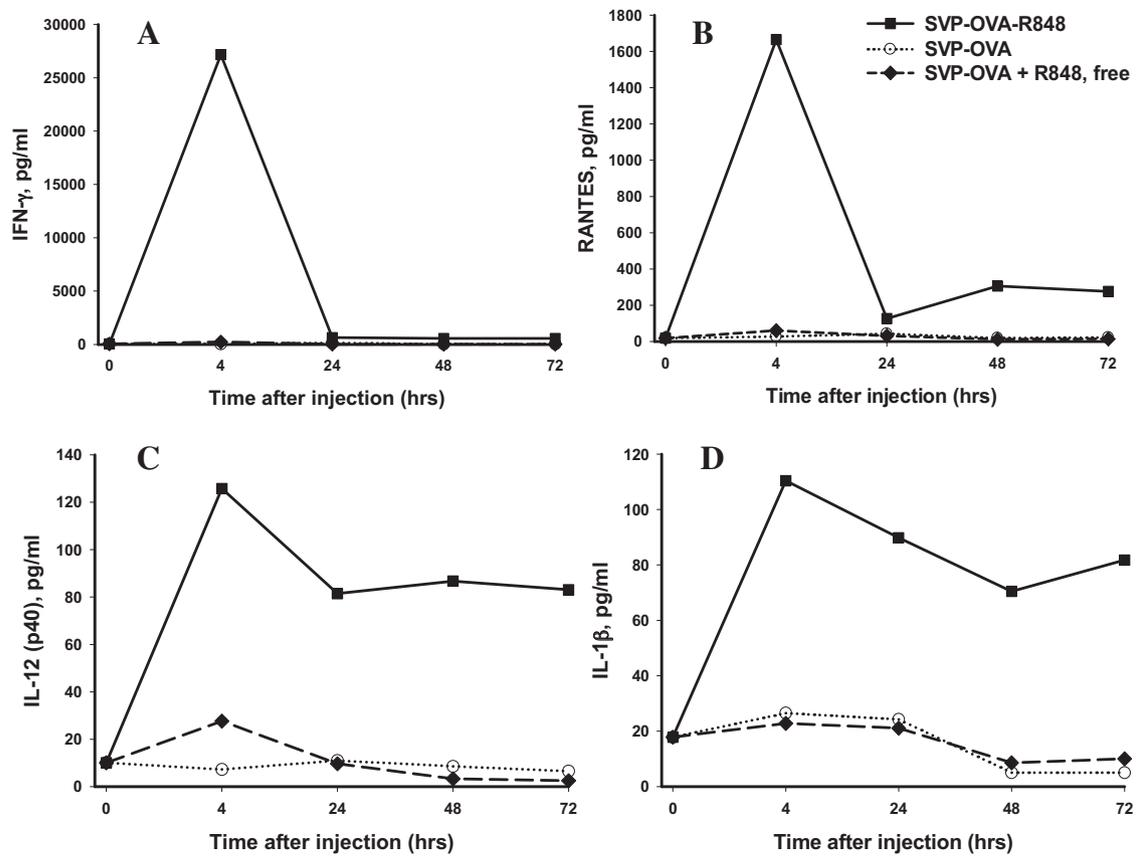 A
30000
25000
20000
15000
10000
5000
0
IFN-γ, pg/ml
0 4 24 48 72
Time after injection (hrs)
B
1800
1600
1400
1200
1000
800
600
400
200
0
RANTES, pg/ml
0 4 24 48 72
Time after injection (hrs)
SVP-OVA-R848
SVP-OVA
SVP-OVA + R848, free
C
140
120
100
80
60
40
20
0
IL-12 (p40), pg/ml
0 4 24 48 72
Time after injection (hrs)
D
120
100
80
60
40
20
0
IL-1β, pg/ml
0 4 24 48 72
Time after injection (hrs)